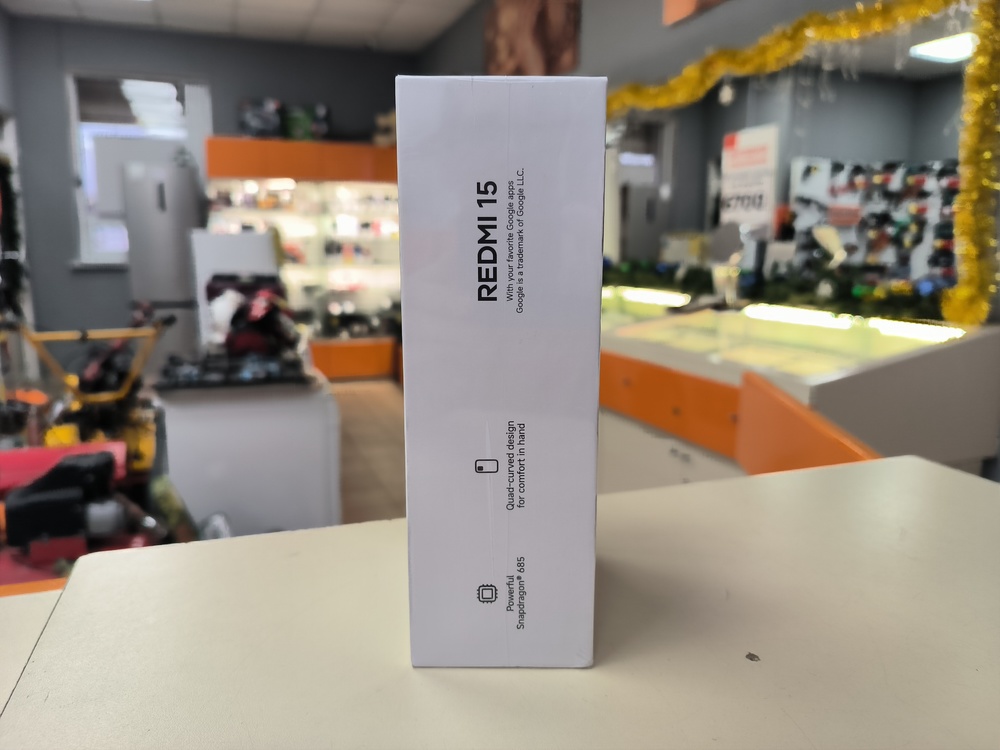 REDMI 15
With your favorite Google apps
Google is a trademark of Google LLC.
Quad-curved design
for comfort in hand
Powerful
Snapdragon® 685